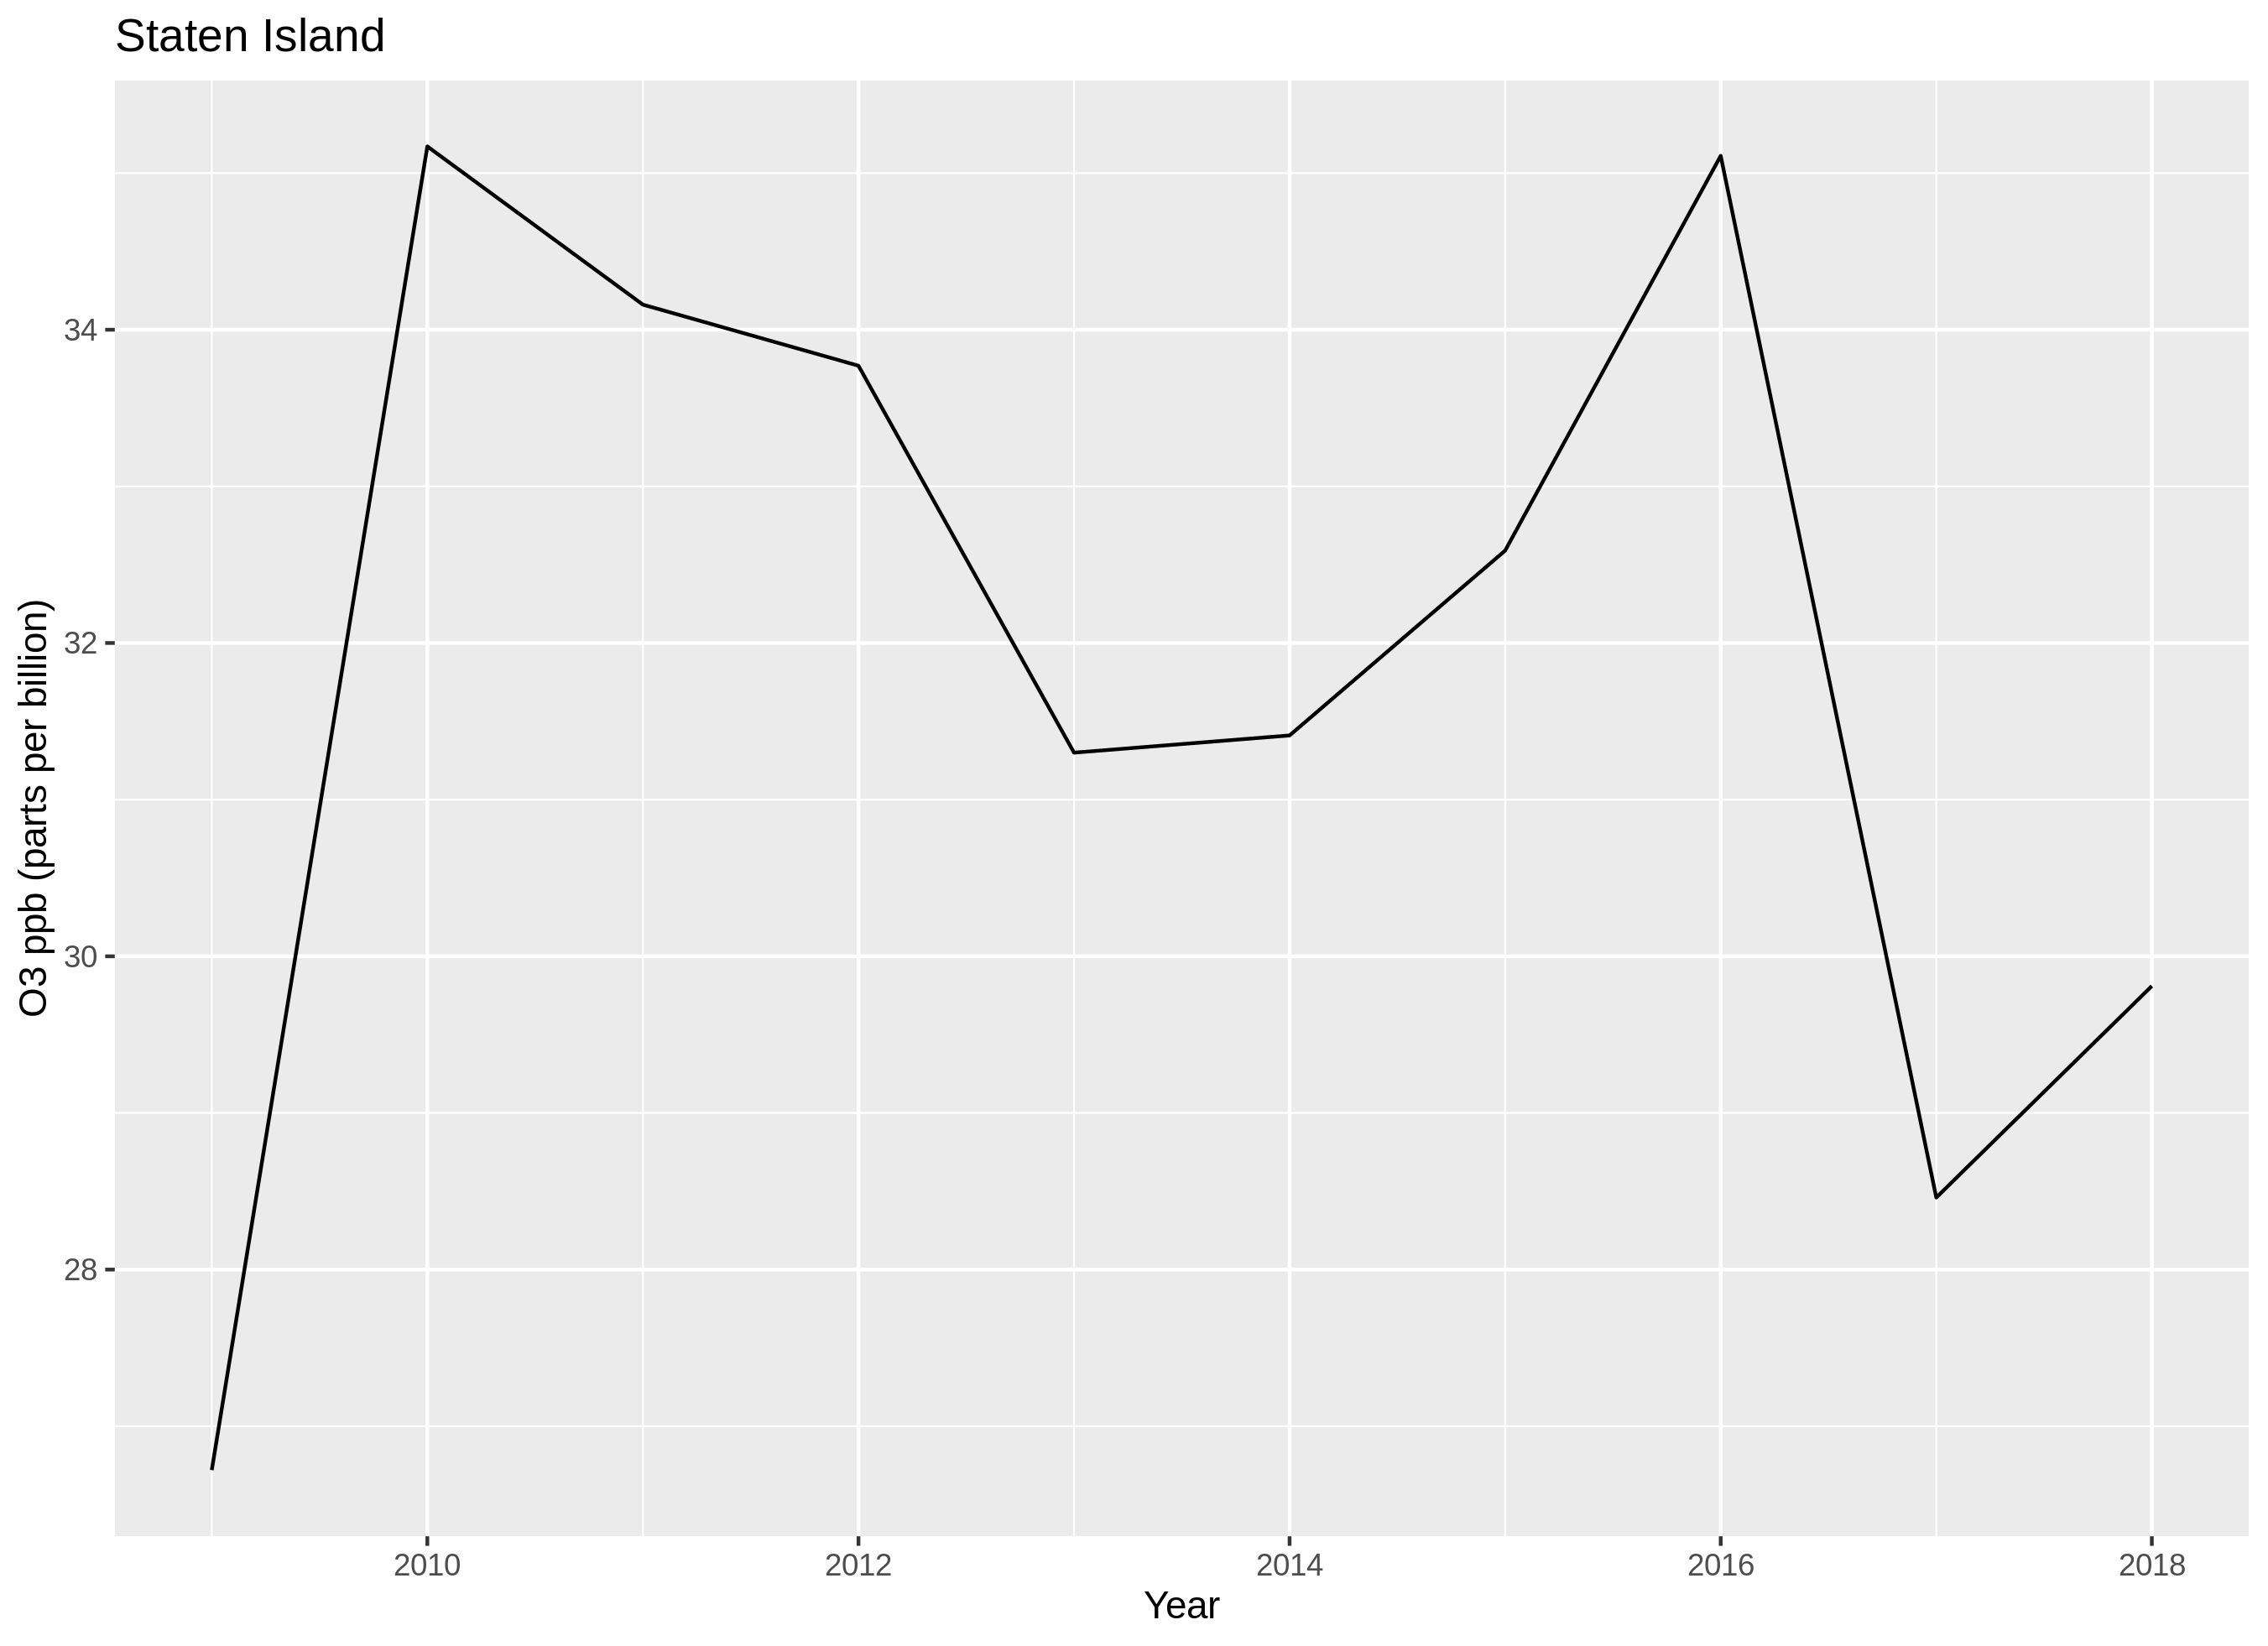 Staten Island
O3 ppb (parts per billion)
34
32
30
28
2010 2012 2014 2016 2018
Year